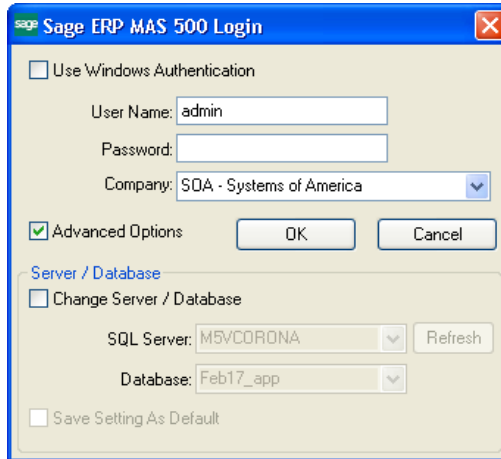 sage Sage ERP MAS 500 Login
Use Windows Authentication
User Name: admin
Password:
Company: SOA - Systems of America
Advanced Options OK Cancel
Server / Database
Change Server / Database
SQL Server: M5VCORONA Refresh
Database: Feb17_app
Save Setting As Default